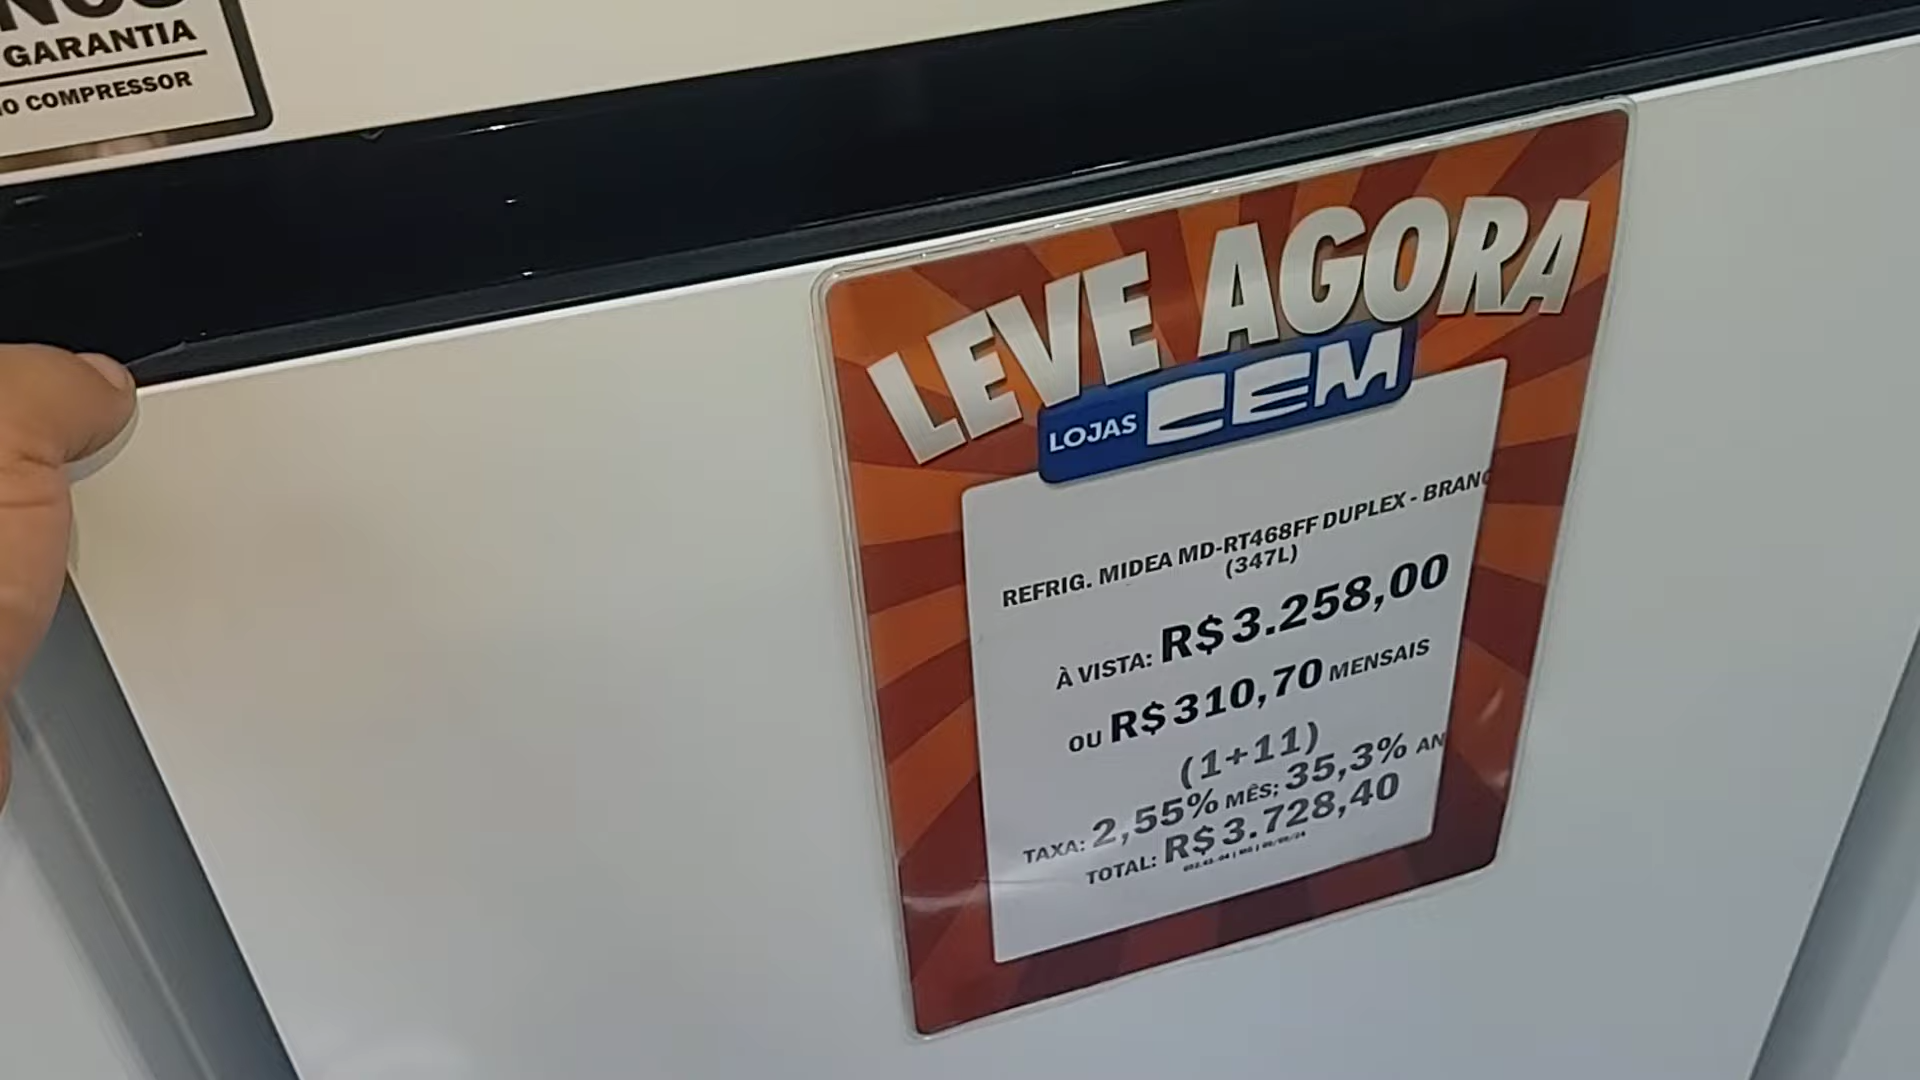 GARANTIA
NO COMPRESSOR
LEVE AGORA
LOJAS CEM
REFRIG. MIDEA MD-RT468FF DUPLEX - BRANC
(347L)
À VISTA: R$3.258,00
OU R$310,70 MENSAIS
(1+11)
TAXA: 2,55% MÊS; 35,3% AN
TOTAL: R$3.728,40